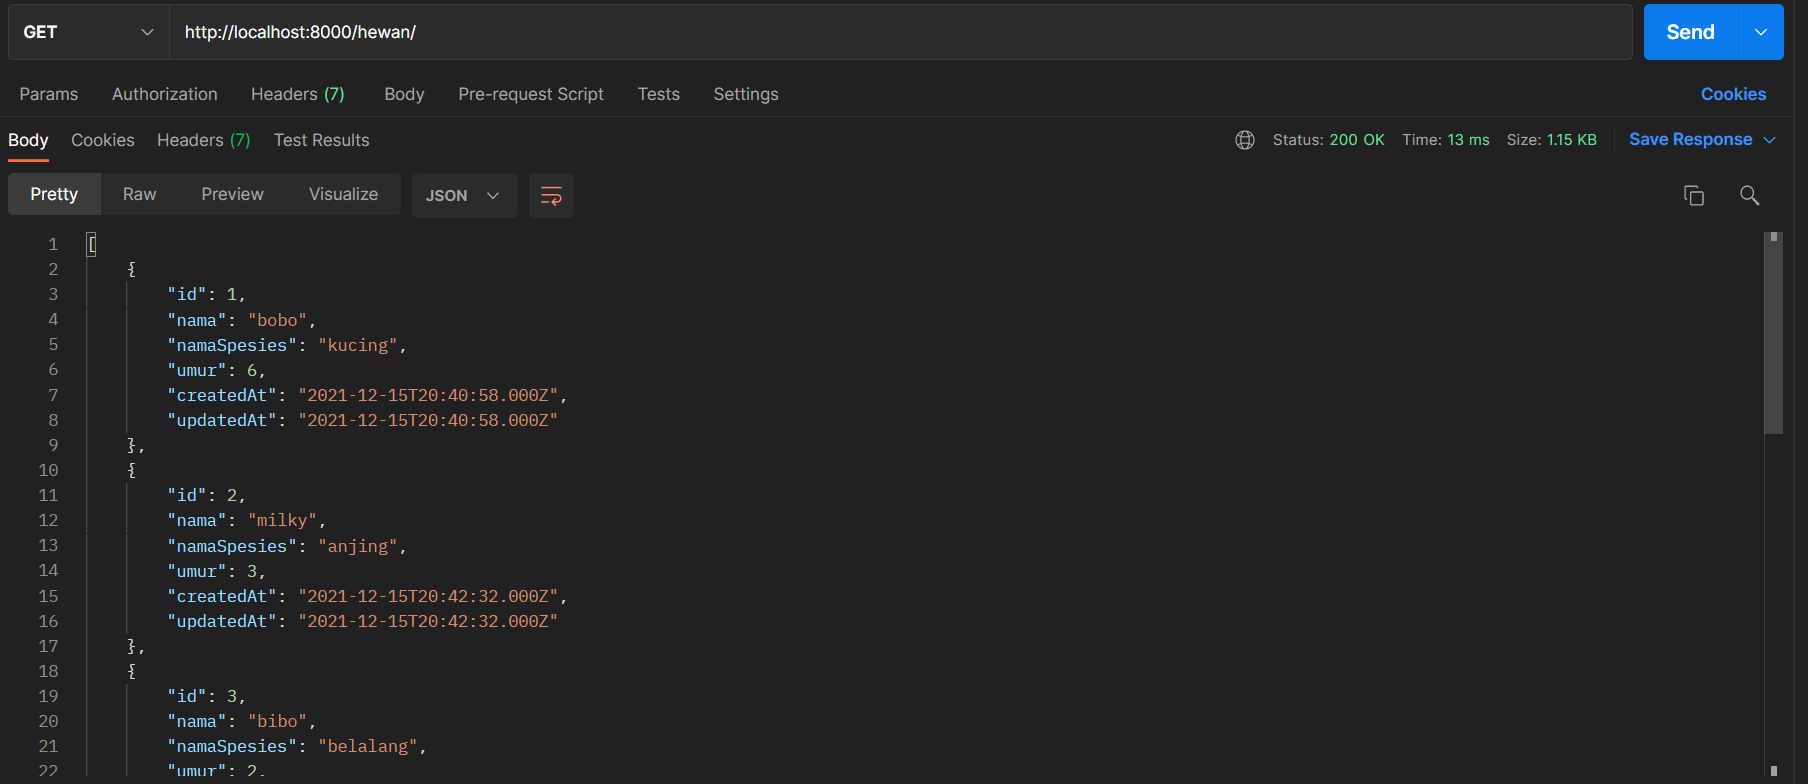 GET http://localhost:8000/hewan/ Send
Params Authorization Headers (7) Body Pre-request Script Tests Settings Cookies
Body Cookies Headers (7) Test Results Status: 200 OK Time: 13 ms Size: 1.15 KB Save Response
Pretty Raw Preview Visualize JSON
1 [
2 {
3 "id": 1,
4 "nama": "bobo",
5 "namaSpesies": "kucing",
6 "umur": 6,
7 "createdAt": "2021-12-15T20:40:58.000Z",
8 "updatedAt": "2021-12-15T20:40:58.000Z"
9 },
10 {
11 "id": 2,
12 "nama": "milky",
13 "namaSpesies": "anjing",
14 "umur": 3,
15 "createdAt": "2021-12-15T20:42:32.000Z",
16 "updatedAt": "2021-12-15T20:42:32.000Z"
17 },
18 {
19 "id": 3,
20 "nama": "bibo",
21 "namaSpesies": "belalang",
22 "umur": 2,